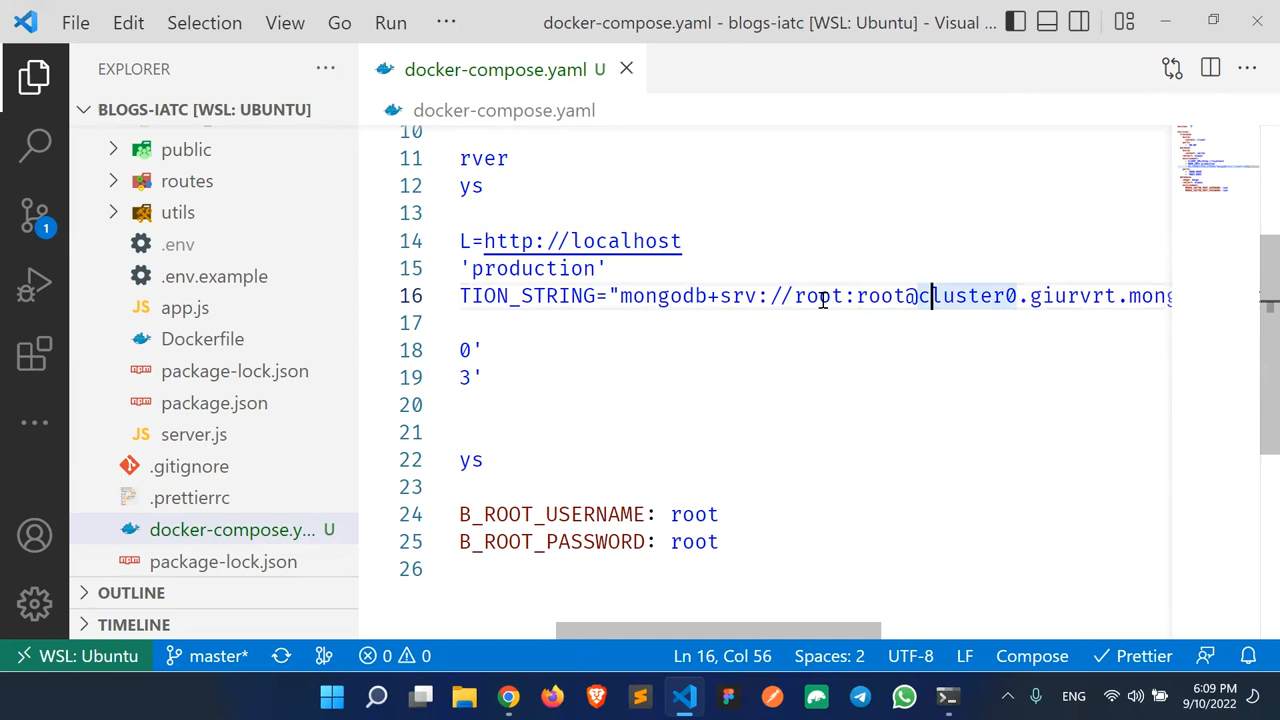 File Edit Selection View Go Run ··· docker-compose.yaml - blogs-iatc [WSL: Ubuntu] - Visual ...
EXPLORER ···
BLOGS-IATC [WSL: UBUNTU]
public
routes
utils
.env
.env.example
JS app.js
Dockerfile
package-lock.json
package.json
JS server.js
.gitignore
.prettierrc
docker-compose.y... U
package-lock.json
OUTLINE
TIMELINE
1
docker-compose.yaml U
docker-compose.yaml
10
11 rver
12 ys
13
14 L=http://localhost
15 'production'
16 TION_STRING="mongodb+srv://root:root@cluster0.giurvrt.mong
17
18 0'
19 3'
20
21
22 ys
23
24 B_ROOT_USERNAME: root
25 B_ROOT_PASSWORD: root
26
WSL: Ubuntu master* 0 0 Ln 16, Col 56 Spaces: 2 UTF-8 LF Compose Prettier
ENG 6:09 PM
9/10/2022